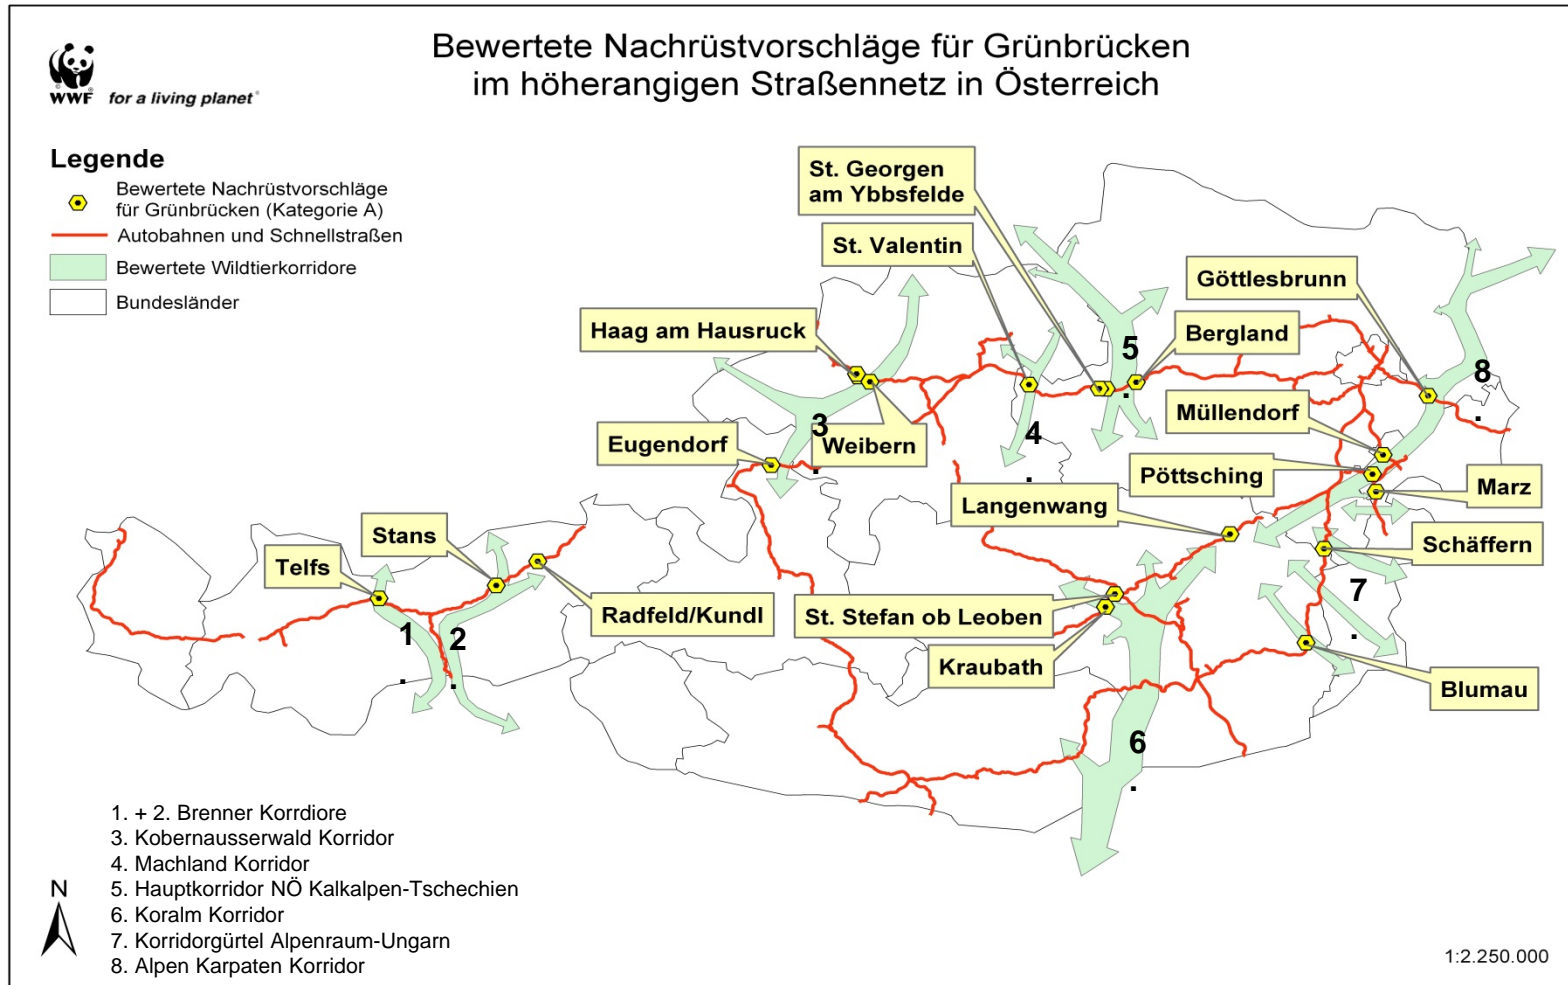 Bewertete Nachrüstvorschläge für Grünbrücken
im höherangigen Straßennetz in Österreich
WWF
for a living planet®
Legende
Bewertete Nachrüstvorschläge
für Grünbrücken (Kategorie A)
Autobahnen und Schnellstraßen
Bewertete Wildtierkorridore
Bundesländer
St. Georgen
am Ybbsfelde
St. Valentin
Göttlesbrunn
Haag am Hausruck
Bergland
5
8
Müllendorf
3
4
Eugendorf
Weibern
Pöttsching
Marz
Langenwang
Stans
Schäffern
Telfs
7
Radfeld/Kundl
St. Stefan ob Leoben
1
2
Kraubath
Blumau
6
1. + 2. Brenner Korrdiore
3. Kobernausserwald Korridor
4. Machland Korridor
5. Hauptkorridor NÖ Kalkalpen-Tschechien
6. Koralm Korridor
7. Korridorgürtel Alpenraum-Ungarn
8. Alpen Karpaten Korridor
N
1:2.250.000